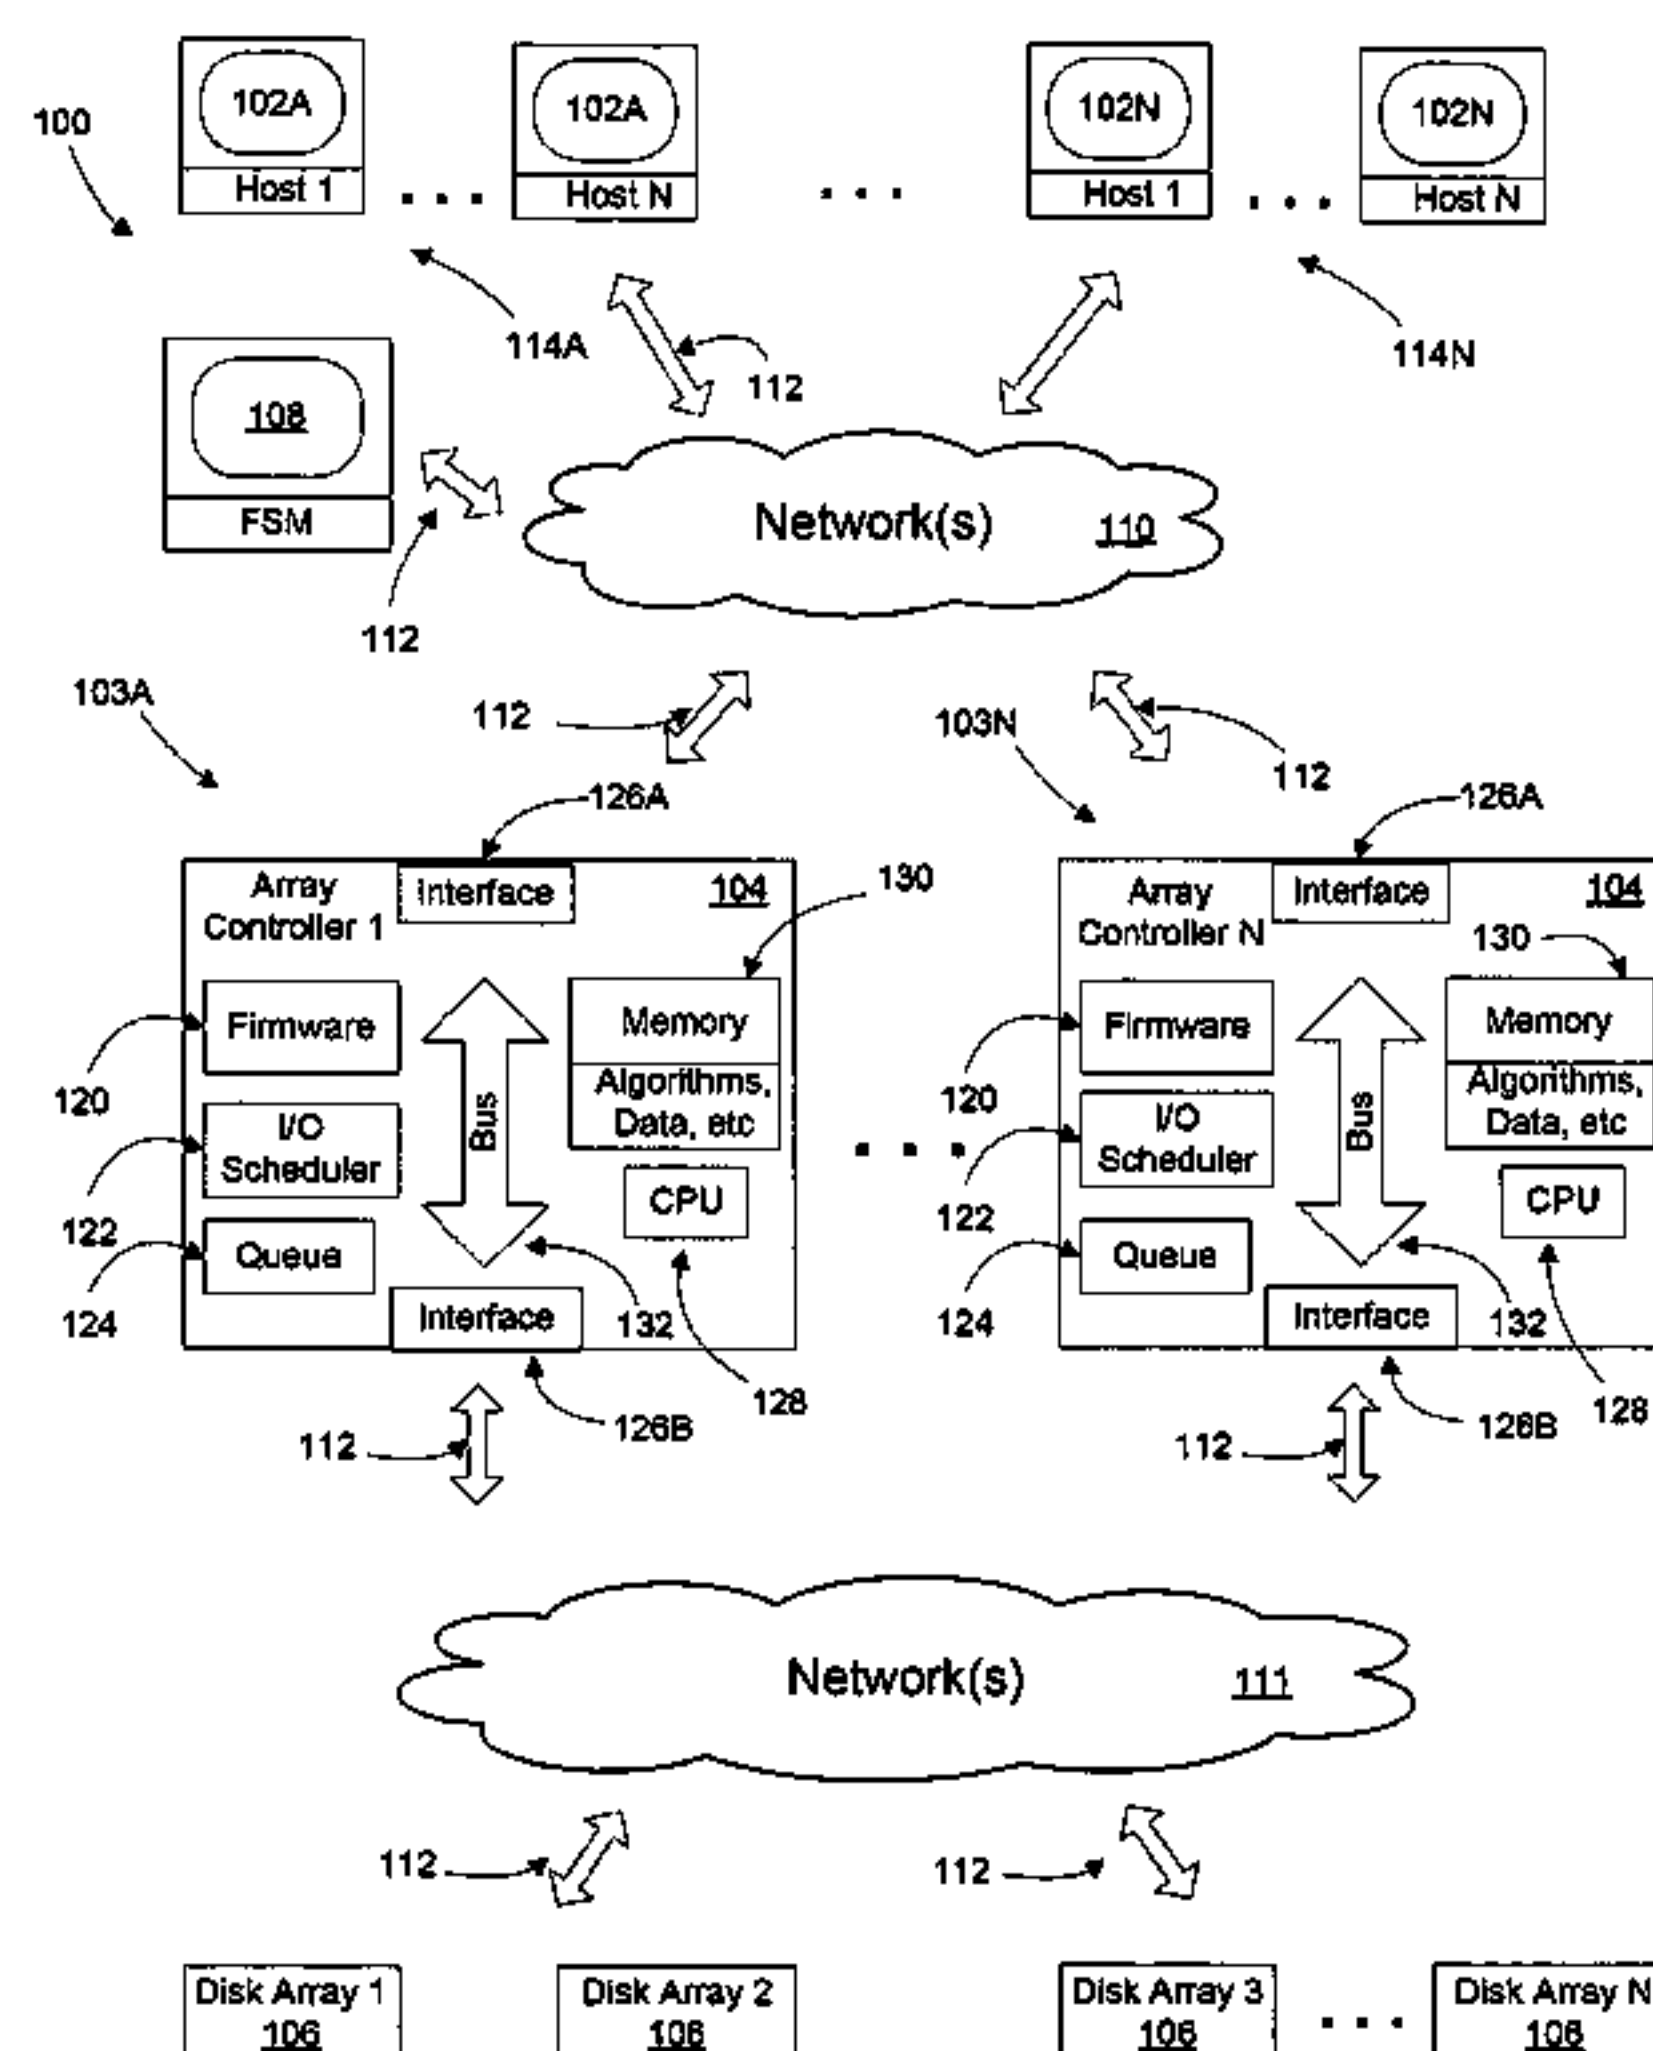 100
102A
Host 1
102A
Host N
102N
Host 1
102N
Host N
114A
114N
112
108
FSM
112
Network(s) 110
103A
112
103N
112
126A
126A
Array
Controller 1
Interface
104
130
Firmware
120
Memory
Algorithms,
Data, etc
I/O
Scheduler
122
Bus
CPU
Queue
124
Interface
132
128
126B
112
Array
Controller N
Interface
104
130
Firmware
120
Memory
Algorithms,
Data, etc
I/O
Scheduler
122
Bus
CPU
Queue
124
Interface
132
128
126B
112
Network(s) 111
112
112
Disk Array 1
106
Disk Array 2
106
Disk Array 3
106
Disk Array N
106